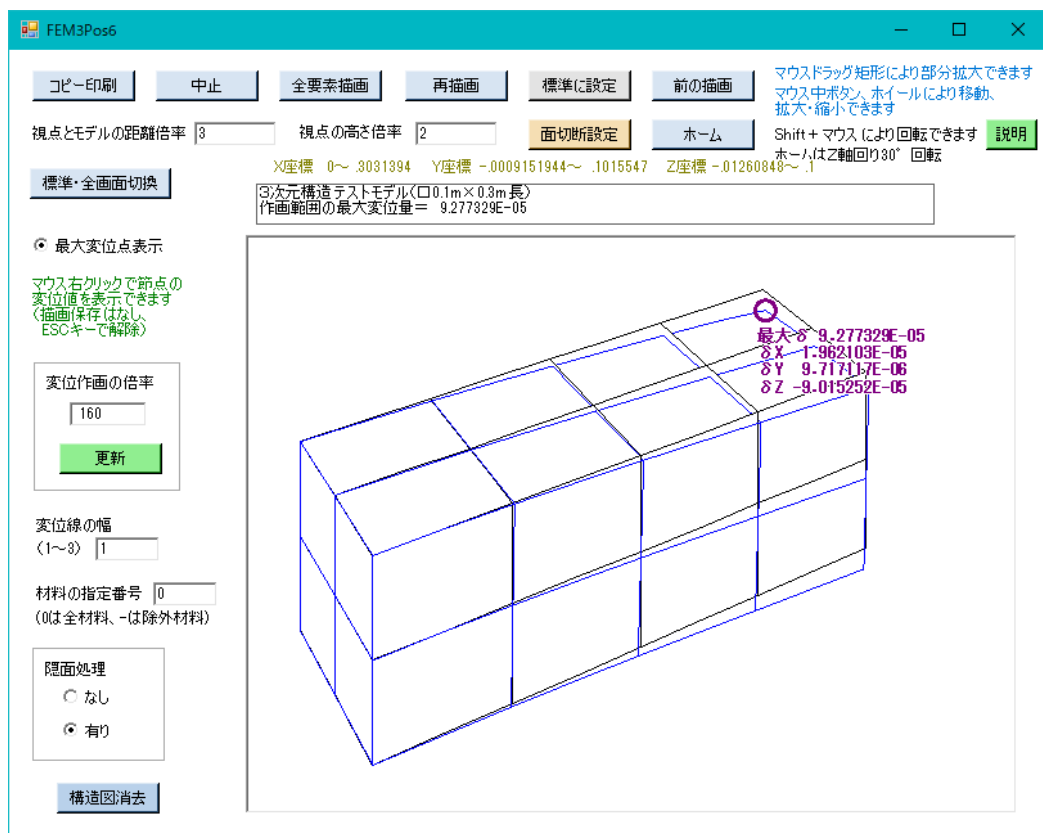 FEM3Pos6
コピー印刷 中止 全要素描画 再描画 標準に設定 前の描画
マウスドラッグ矩形により部分拡大できます
マウス中ボタン、ホイールにより移動、
拡大・縮小できます
視点とモデルの距離倍率 3 視点の高さ倍率 2 面切断設定 ホーム
Shift+マウス により回転できます 説明
ホームはZ軸回り30° 回転
X座標 0~ .3031394 Y座標 -.0009151944~ .1015547 Z座標 -.01260848~ .1
標準・全画面切換
3次元構造テストモデル(口0.1m×0.3m長)
作画範囲の最大変位量= 9.277329E-05
最大変位点表示
マウス右クリックで節点の
変位値を表示できます
(描画保存はなし、
ESCキーで解除)
最大 δ 9.277329E-05
δX 1.962103E-05
δY 9.717117E-06
δZ -9.015252E-05
変位作画の倍率
160
更新
変位線の幅
(1~3) 1
材料の指定番号 0
(0は全材料、-は除外材料)
隠面処理
なし
有り
構造図消去